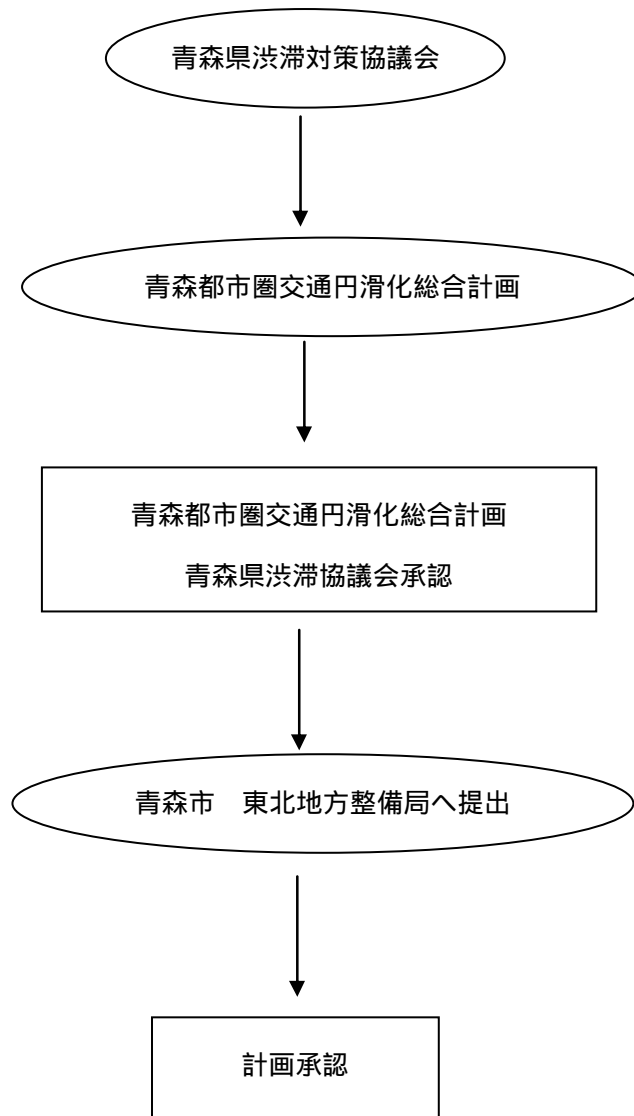 青森県渋滞対策協議会
青森都市圏交通円滑化総合計画
青森都市圏交通円滑化総合計画
青森県渋滞協議会承認
青森市　東北地方整備局へ提出
計画承認